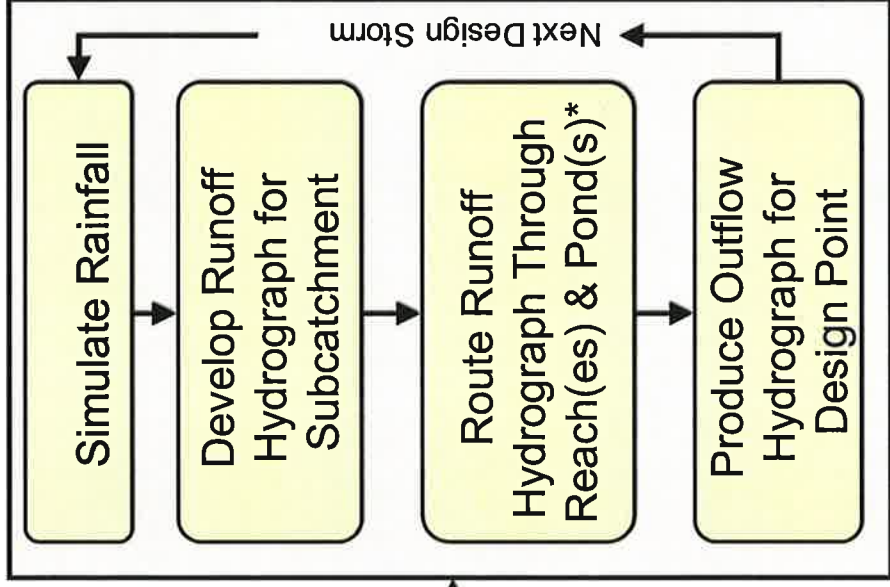 Simulate Rainfall
Develop Runoff
Hydrograph for
Subcatchment
Route Runoff
Hydrograph Through
Reach(es) & Pond(s)*
Produce Outflow
Hydrograph for
Design Point
Next Design Storm